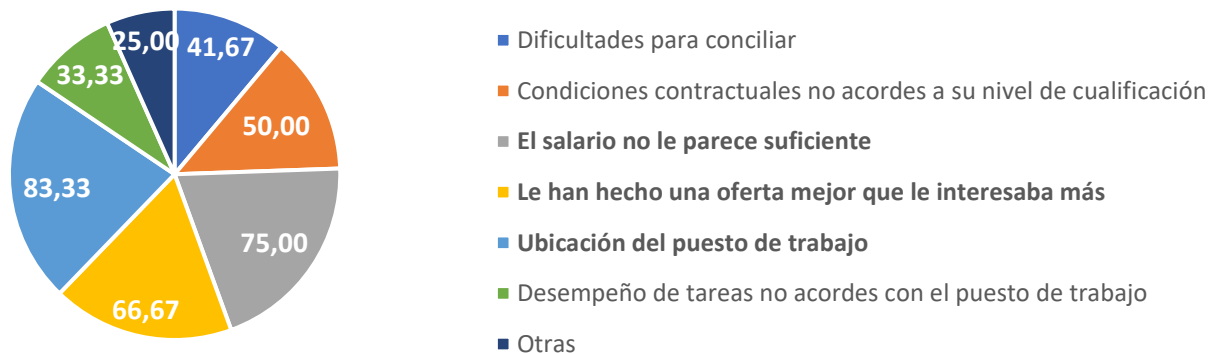 25,00
41,67
33,33
50,00
83,33
75,00
66,67
Dificultades para conciliar
Condiciones contractuales no acordes a su nivel de cualificación
El salario no le parece suficiente
Le han hecho una oferta mejor que le interesaba más
Ubicación del puesto de trabajo
Desempeño de tareas no acordes con el puesto de trabajo
Otras